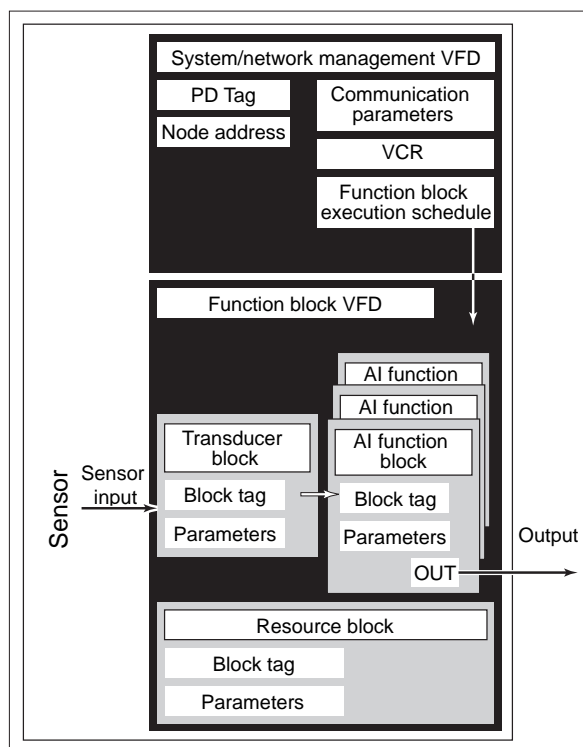 System/network management VFD
PD Tag
Node address
Communication
parameters
VCR
Function block
execution schedule
Function block VFD
AI function
AI function
AI function
block
Block tag
Parameters
OUT
Transducer
block
Block tag
Parameters
Sensor
Sensor
input
Output
Resource block
Block tag
Parameters